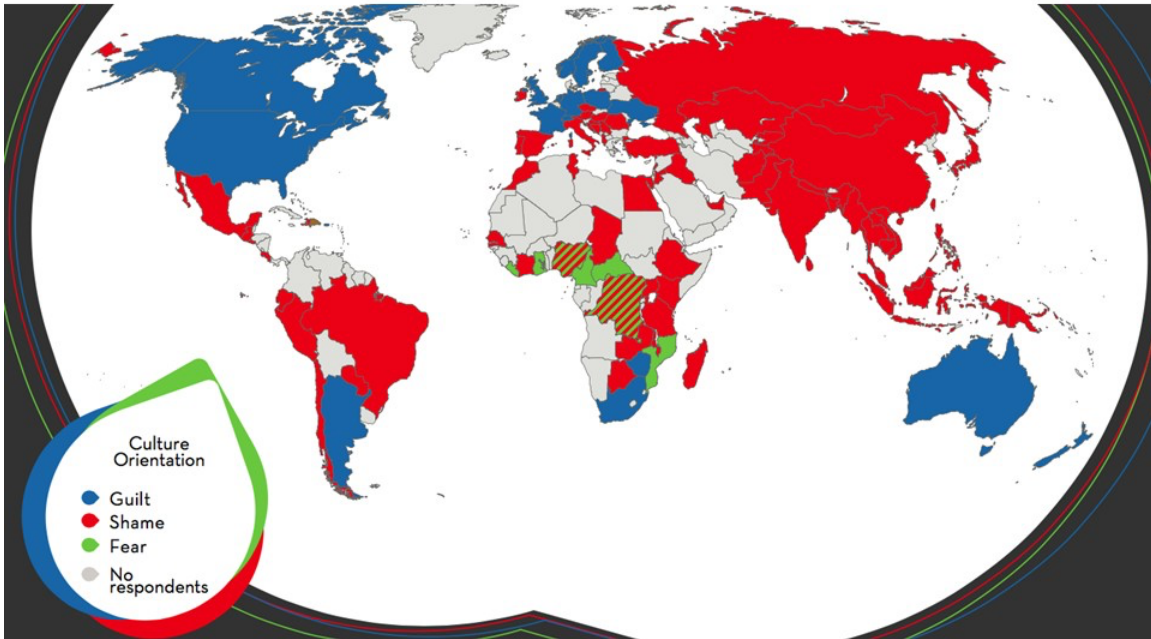 Culture
Orientation
Guilt
Shame
Fear
No
respondents